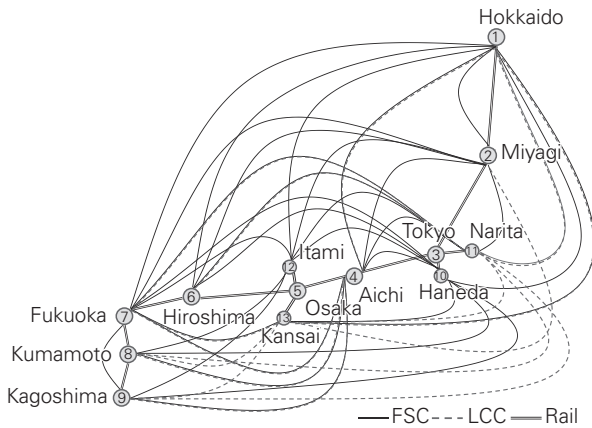 Hokkaido
1
2 Miyagi
Tokyo Narita
3 11
Itami
12
10
Haneda
4 Aichi
5
Osaka
6
Hiroshima
13
Kansai
Fukuoka 7
Kumamoto 8
Kagoshima 9
FSC LCC Rail